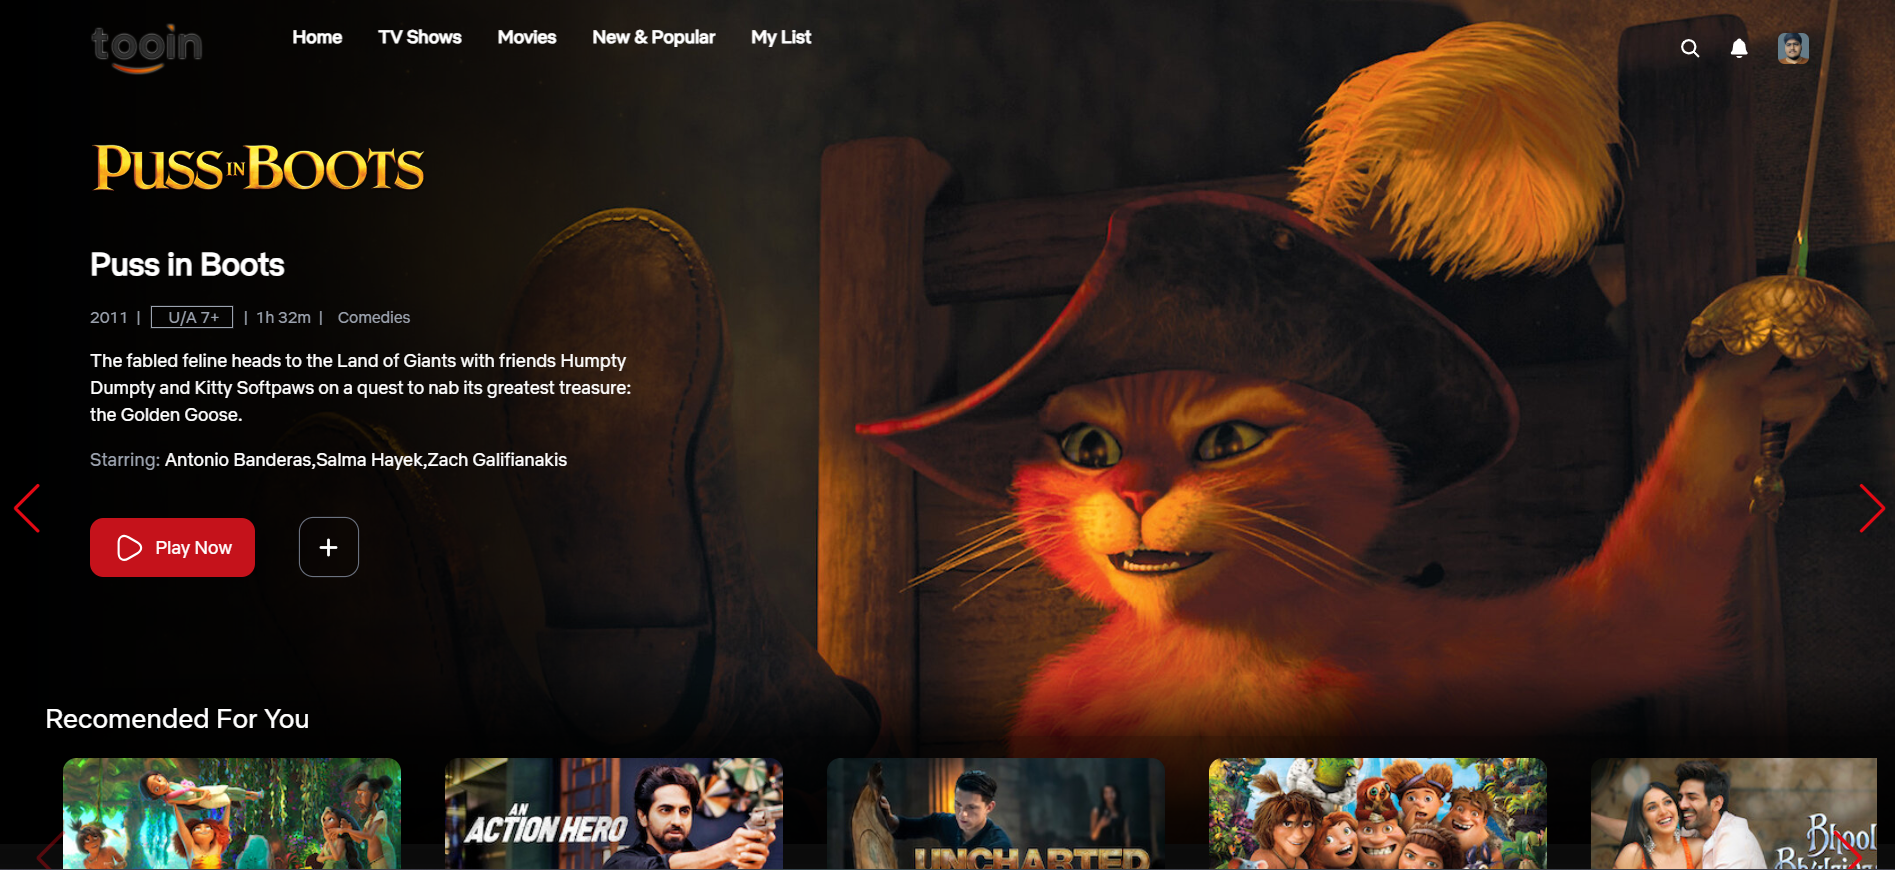 tooin
Home TV Shows Movies New & Popular My List
PUSS IN BOOTS
Puss in Boots
2011 | U/A 7+ | 1h 32m | Comedies
The fabled feline heads to the Land of Giants with friends Humpty
Dumpty and Kitty Softpaws on a quest to nab its greatest treasure:
the Golden Goose.
Starring: Antonio Banderas,Salma Hayek,Zach Galifianakis
Play Now
Recomended For You
AN
ACTION HERO
UNCHARTED
Bhool